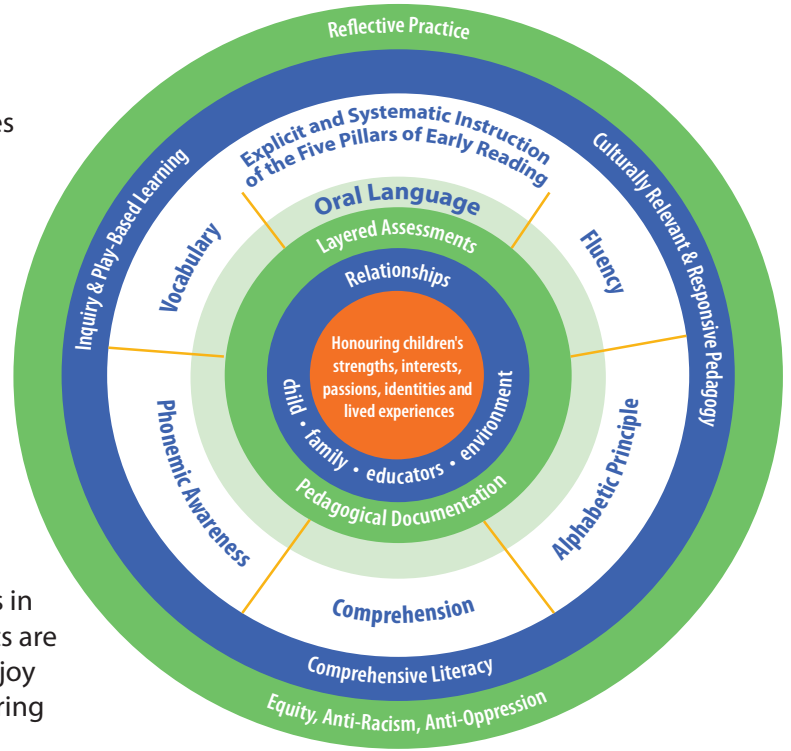 Reflective Practice
Inquiry & Play-Based Learning
Culturally Relevant & Responsive Pedagogy
Explicit and Systematic Instruction
of the Five Pillars of Early Reading
Oral Language
Layered Assessments
Relationships
Vocabulary
Fluency
Honouring children's
strengths, interests,
passions, identities and
lived experiences
child • family • educators • environment
Phonemic Awareness
Alphabetic Principle
Pedagogical Documentation
Comprehension
Comprehensive Literacy
Equity, Anti-Racism, Anti-Oppression
in
are